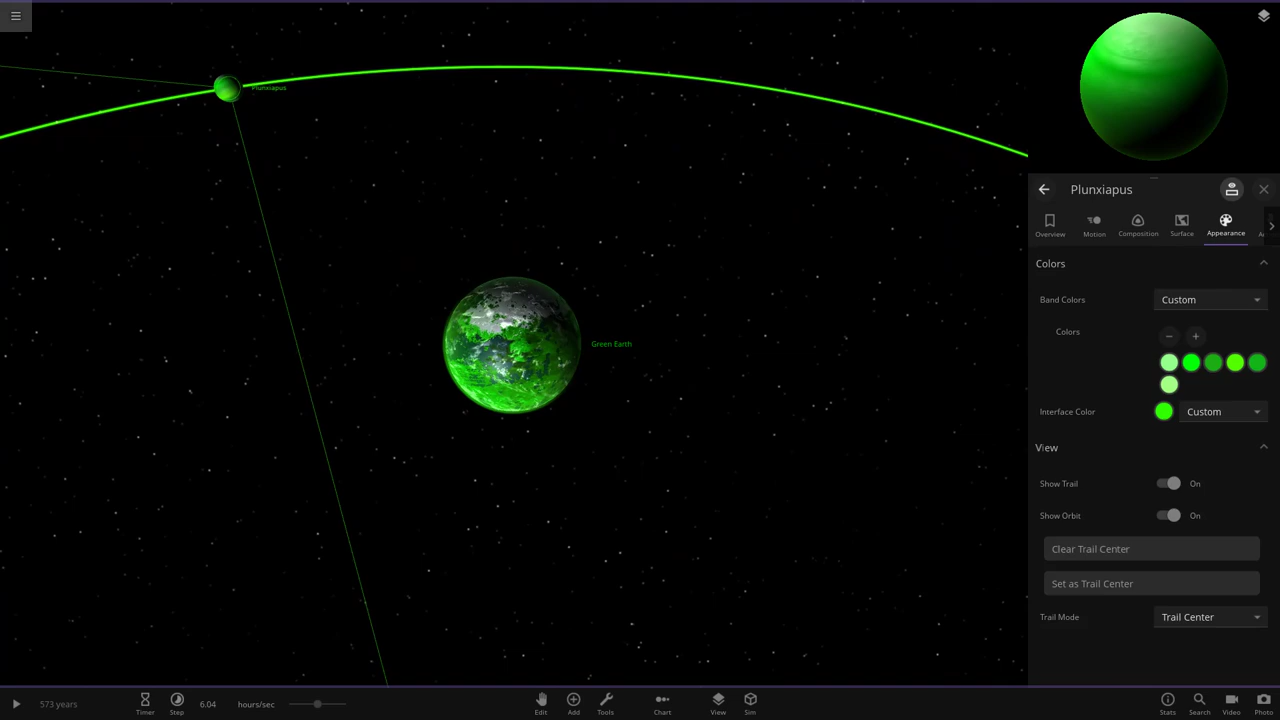 Plunxiapus
Green Earth
Plunxiapus
Overview
Motion
Composition
Surface
Appearance
Colors
Band Colors
Custom
Colors
Interface Color
Custom
View
Show Trail
On
Show Orbit
On
Clear Trail Center
Set as Trail Center
Trail Mode
Trail Center
573 years
Timer
Step
6.04
hours/sec
Edit
Add
Tools
Chart
View
Sim
Stats
Search
Video
Photo